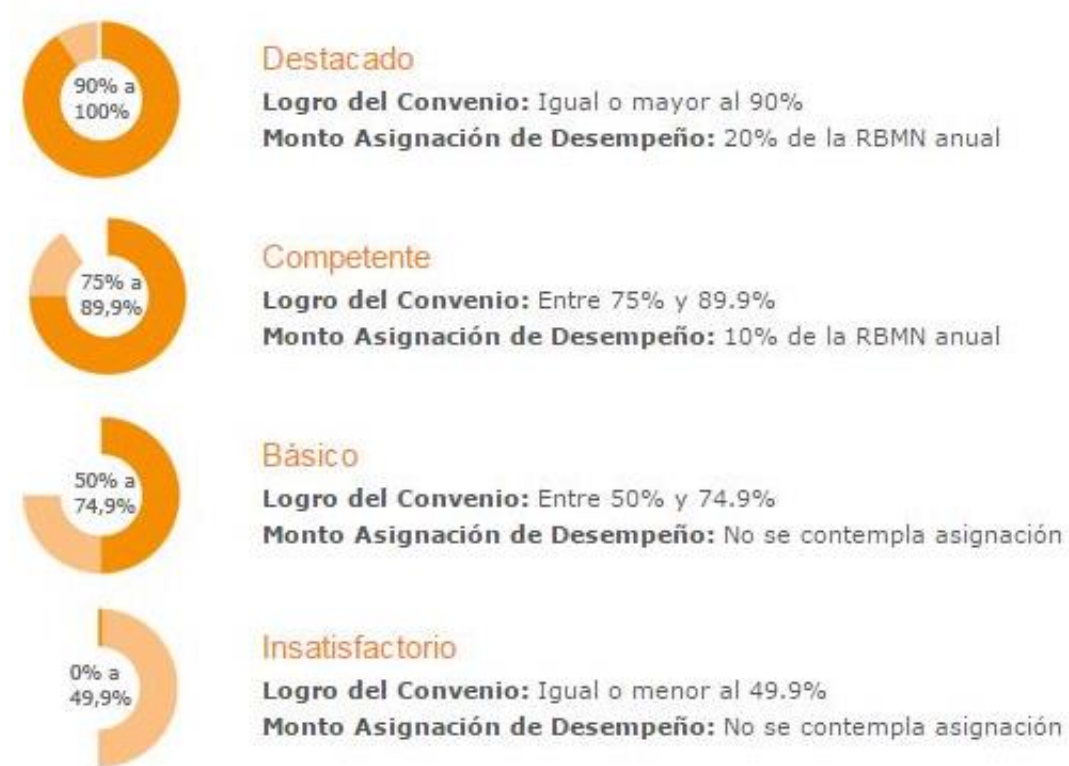 90% a
100%
Destacado
Logro del Convenio: Igual o mayor al 90%
Monto Asignación de Desempeño: 20% de la RBMN anual
75% a
89,9%
Competente
Logro del Convenio: Entre 75% y 89.9%
Monto Asignación de Desempeño: 10% de la RBMN anual
50% a
74,9%
Básico
Logro del Convenio: Entre 50% y 74.9%
Monto Asignación de Desempeño: No se contempla asignación
0% a
49,9%
Insatisfactorio
Logro del Convenio: Igual o menor al 49.9%
Monto Asignación de Desempeño: No se contempla asignación